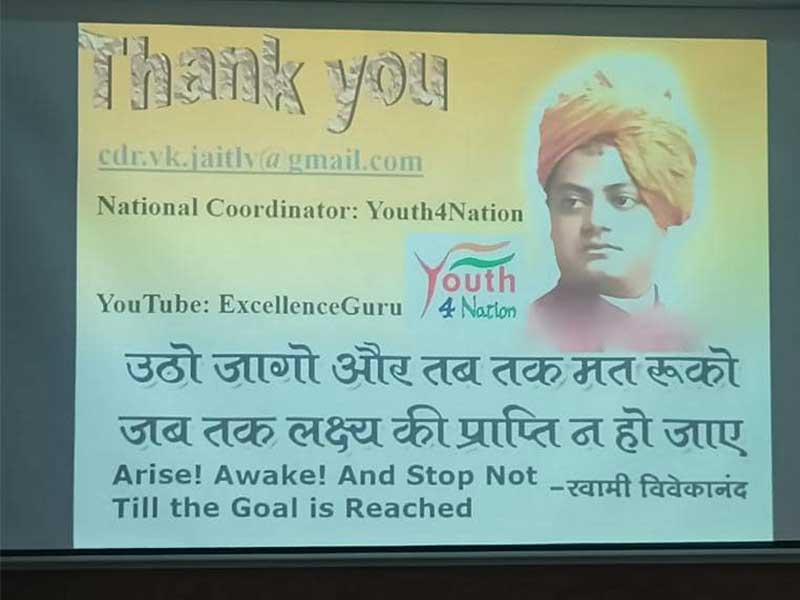 Thank you
cdr.vk.jaitly@gmail.com
National Coordinator: Youth4Nation
Youth
4 Nation
YouTube: ExcellenceGuru
उठो जागो और तब तक मत रूको
जब तक लक्ष्य की प्राप्ति न हो जाए
Arise! Awake! And Stop Not
Till the Goal is Reached
–स्वामी विवेकानंद